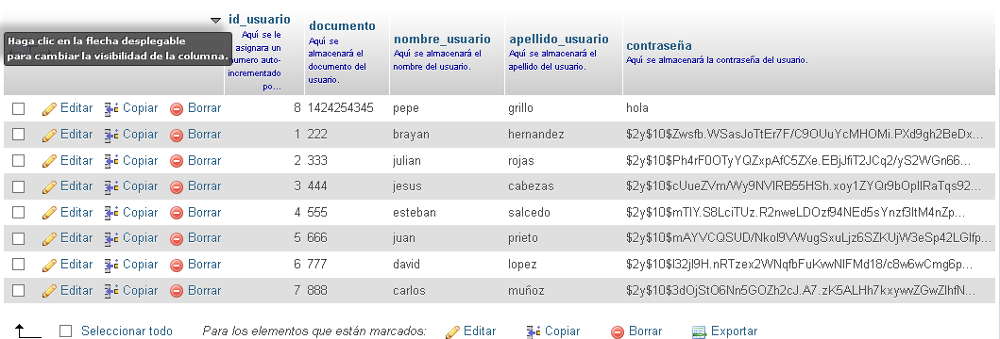 id_usuario
Aquí se le
asignara un
numero auto-
incrementado
po...
documento
Aquí se
almacenará el
documento del
usuario.
nombre_usuario
Aquí se almacenará el
nombre del usuario.
apellido_usuario
Aquí se almacenará el
apellido del usuario.
contraseña
Aquí se almacenará la contraseña del usuario.
Haga clic en la flecha desplegable
para cambiar la visibilidad de la columna.
Editar Copiar Borrar 8 1424254345 pepe grillo hola
Editar Copiar Borrar 1 222 brayan hernandez $2y$10$Zwsfb.WSasJoTtEr7F/C9OUuYcMHOMi.PXd9gh2BeDx...
Editar Copiar Borrar 2 333 julian rojas $2y$10$Ph4rF0OTyYQZxpAfC5ZXe.EBjJfiT2JCq2/yS2WGn66...
Editar Copiar Borrar 3 444 jesus cabezas $2y$10$cUueZVm/Wy9NVlRB55HSh.xoy1ZYQr9bOpIlRaTqs92...
Editar Copiar Borrar 4 555 esteban salcedo $2y$10$mTIY.S8LciTUz.R2nweLDOzf94NEd5sYnzf3ltM4nZp...
Editar Copiar Borrar 5 666 juan prieto $2y$10$mAYVCQSUD/Nkol9VWugSxuLjz6SZKUjW3eSp42LGlfp...
Editar Copiar Borrar 6 777 david lopez $2y$10$l32jl9H.nRTzex2WNqfbFuKwwNlFMd18/c8w6wCmg6p...
Editar Copiar Borrar 7 888 carlos muñoz $2y$10$3dOjStO6Nn5GOZh2cJ.A7.zK5ALHh7kxywvZGwZlhfN...
Seleccionar todo Para los elementos que están marcados: Editar Copiar Borrar Exportar